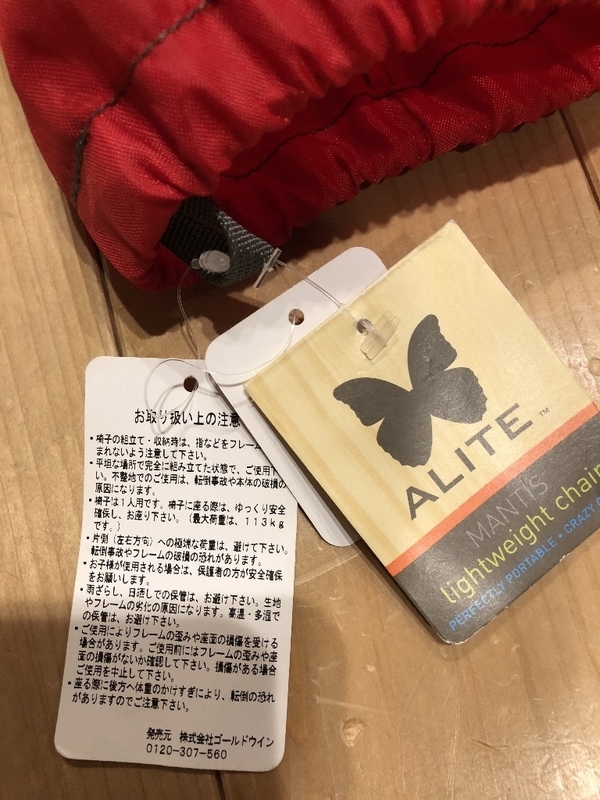 お取り扱い上の注意
・椅子の組立て・収納時は、指などをフレーム
まれないよう注意して下さい。
・平坦な場所で完全に組み立てた状態で、ご使用下
い。不整地でのご使用は、転倒事故や本体の破損の
原因になります。
・椅子は1人用です。椅子に座る際は、ゆっくり安全
確保し、お座り下さい。(最大荷重は、113kg
です。)
・片側(左右方向)への極端な荷重は、避けて下さい。
転倒事故やフレームの破損の恐れがあります。
・お子様が使用される場合は、保護者の方が安全確保
をお願いします。
・雨ざらし、日晒しでの保管は、お避け下さい。生地
やフレームの劣化の原因になります。高温・多湿で
の保管は、お避け下さい。
・ご使用によりフレームの歪みや座面の損傷を受ける
場合があります。ご使用前にはフレームの歪みや座
面の損傷がないか確認して下さい。損傷がある場合
ご使用を中止して下さい。
・座る際に後方へ体重のかけすぎにより、転倒の恐れ
がありますのでご注意下さい。
発売元 株式会社ゴールドウイン
0120-307-560
ALITE™
MANTIS
lightweight chair
PERFECTLY PORTABLE • CRAZY